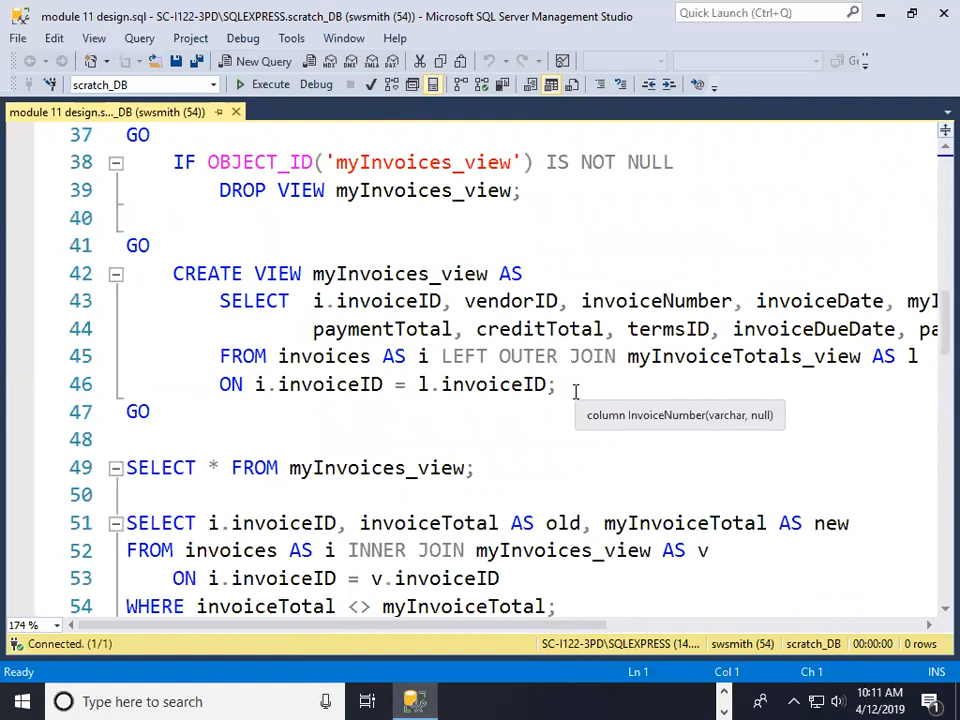 module 11 design.sql - SC-I122-3PD\SQLEXPRESS.scratch_DB (swsmith (54)) - Microsoft SQL Server Management Studio
Quick Launch (Ctrl+Q)
File Edit View Query Project Debug Tools Window Help
New Query
MDX DMX XMLA DAX
scratch_DB
Execute Debug
module 11 design.s..._DB (swsmith (54))
37 GO
38 IF OBJECT_ID('myInvoices_view') IS NOT NULL
39 DROP VIEW myInvoices_view;
40
41 GO
42 CREATE VIEW myInvoices_view AS
43 SELECT i.invoiceID, vendorID, invoiceNumber, invoiceDate, myI
44 paymentTotal, creditTotal, termsID, invoiceDueDate, pa
45 FROM invoices AS i LEFT OUTER JOIN myInvoiceTotals_view AS l
46 ON i.invoiceID = l.invoiceID;
47 GO
column InvoiceNumber(varchar, null)
48
49 SELECT * FROM myInvoices_view;
50
51 SELECT i.invoiceID, invoiceTotal AS old, myInvoiceTotal AS new
52 FROM invoices AS i INNER JOIN myInvoices_view AS v
53 ON i.invoiceID = v.invoiceID
54 WHERE invoiceTotal <> myInvoiceTotal;
174 %
Connected. (1/1)
SC-I122-3PD\SQLEXPRESS (14.... swsmith (54) scratch_DB 00:00:00 0 rows
Ready
Ln 1 Col 1 Ch 1 INS
Type here to search
10:11 AM
4/12/2019
1